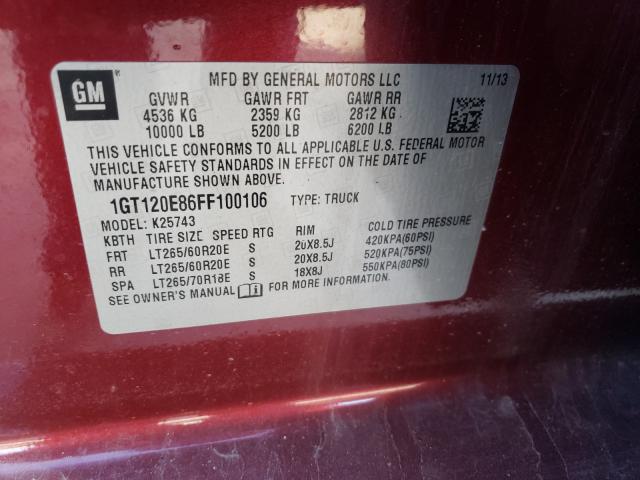 GM
MFD BY GENERAL MOTORS LLC 11/13
GVWR GAWR FRT GAWR RR
4536 KG 2359 KG 2812 KG
10000 LB 5200 LB 6200 LB
THIS VEHICLE CONFORMS TO ALL APPLICABLE U.S. FEDERAL MOTOR
VEHICLE SAFETY STANDARDS IN EFFECT ON THE DATE OF
MANUFACTURE SHOWN ABOVE.
1GT120E86FF100106 TYPE: TRUCK
MODEL: K25743
KBTH TIRE SIZE SPEED RTG RIM COLD TIRE PRESSURE
FRT LT265/60R20E S 20X8.5J 420KPA(60PSI)
RR LT265/60R20E S 20X8.5J 520KPA(75PSI)
SPA LT265/70R18E S 18X8J 550KPA(80PSI)
SEE OWNER'S MANUAL FOR MORE INFORMATION.